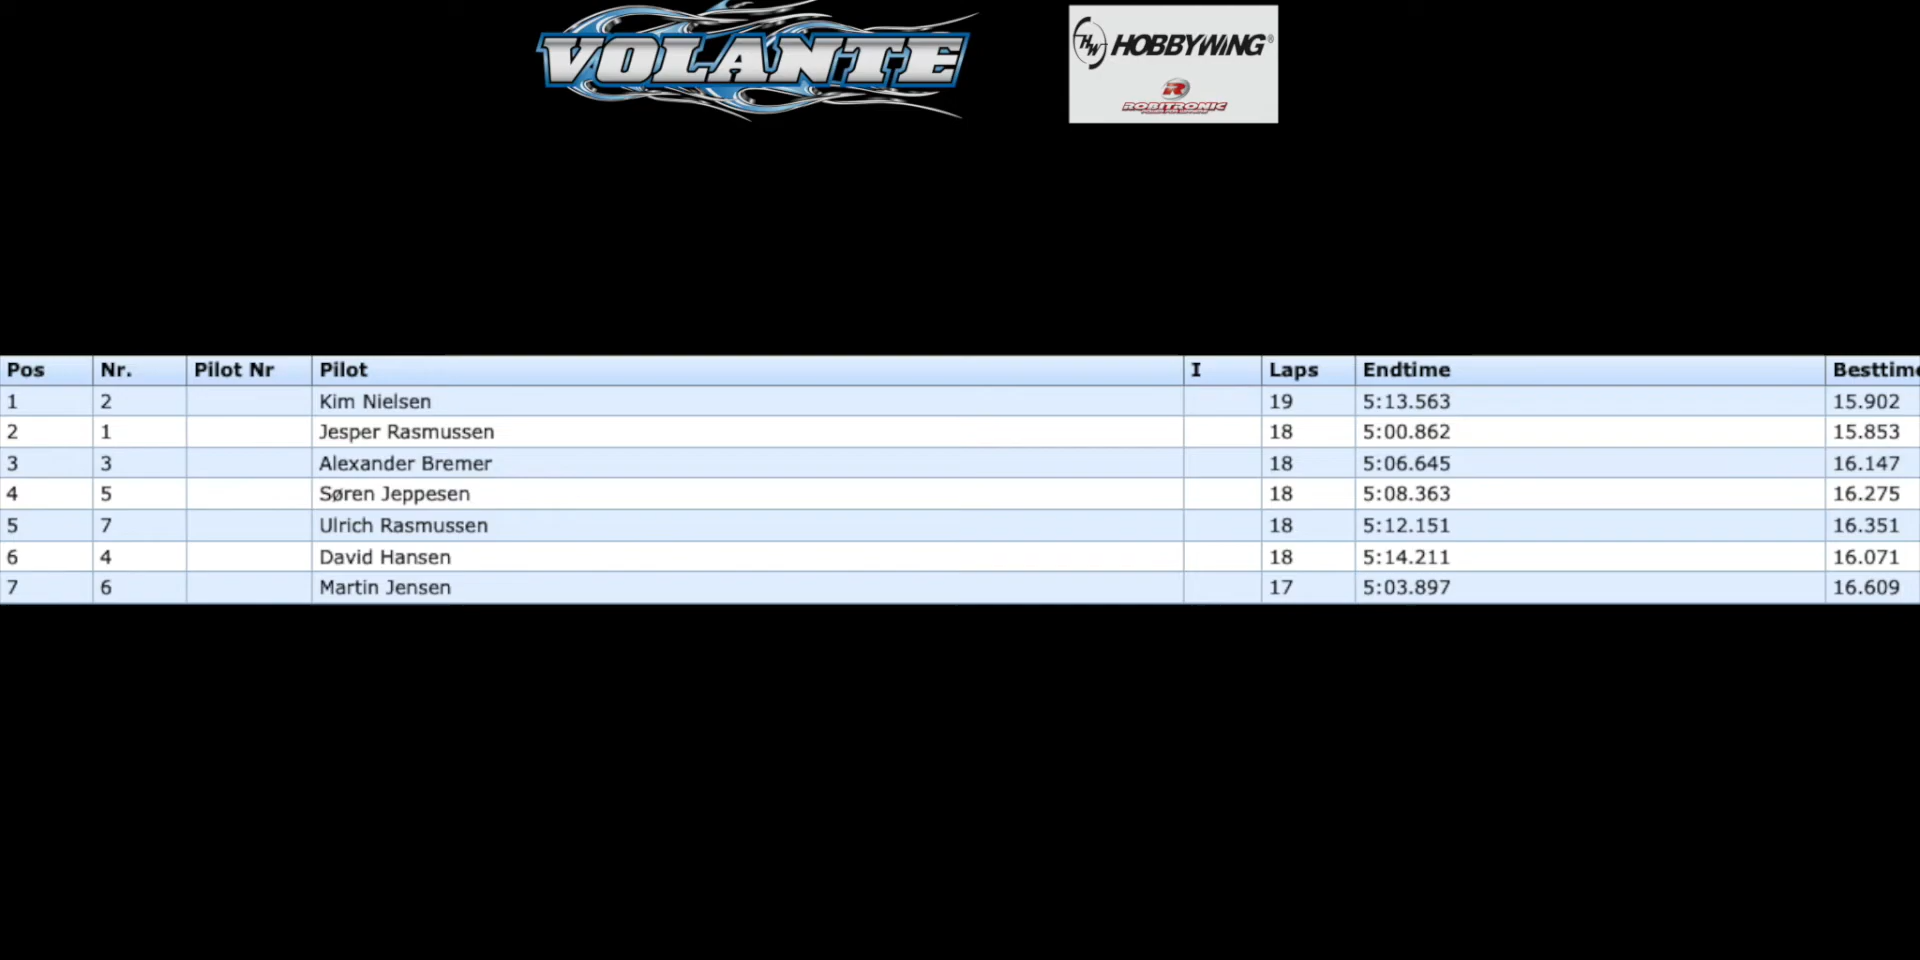 VOLANTE
HW HOBBYWING®
R
ROBITRONIC
Pos Nr. Pilot Nr Pilot I Laps Endtime Besttime
1 2 Kim Nielsen 19 5:13.563 15.902
2 1 Jesper Rasmussen 18 5:00.862 15.853
3 3 Alexander Bremer 18 5:06.645 16.147
4 5 Søren Jeppesen 18 5:08.363 16.275
5 7 Ulrich Rasmussen 18 5:12.151 16.351
6 4 David Hansen 18 5:14.211 16.071
7 6 Martin Jensen 17 5:03.897 16.609